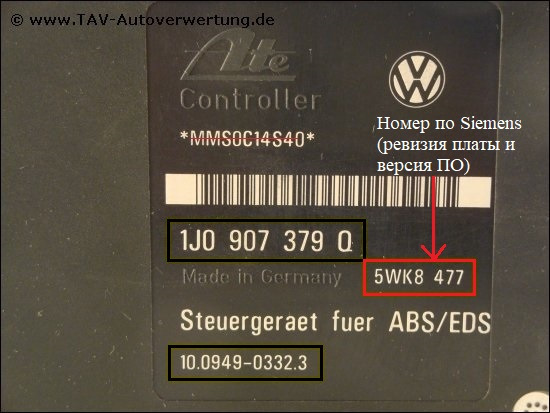 © www.TAV-Autoverwertung.de
Ate
Controller
*MMS0C14S40*
Номер по Siemens
(ревизия платы и
версия ПО)
1J0 907 379 Q
Made in Germany
5WK8 477
Steuergeraet fuer ABS/EDS
10.0949-0332.3